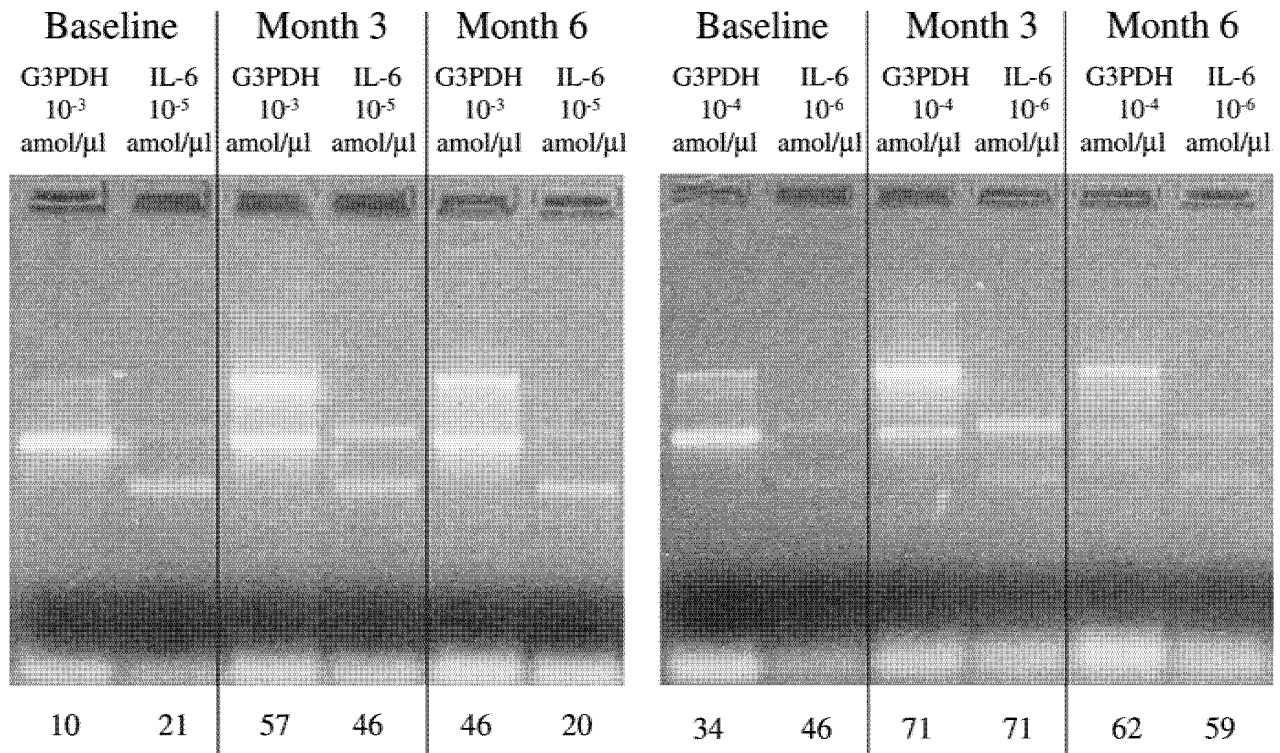 Baseline Month 3 Month 6 Baseline Month 3 Month 6
G3PDH IL-6 G3PDH IL-6 G3PDH IL-6 G3PDH IL-6 G3PDH IL-6 G3PDH IL-6
10⁻³ 10⁻⁵ 10⁻³ 10⁻⁵ 10⁻³ 10⁻⁵ 10⁻⁴ 10⁻⁶ 10⁻⁴ 10⁻⁶ 10⁻⁴ 10⁻⁶
amol/μl amol/μl amol/μl amol/μl amol/μl amol/μl amol/μl amol/μl amol/μl amol/μl amol/μl amol/μl
10 21 57 46 46 20 34 46 71 71 62 59